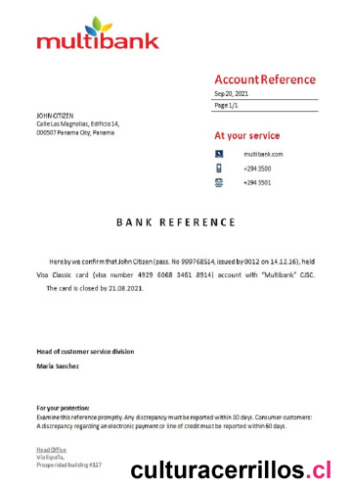 multibank
Account Reference
Sep 20, 2021
Page 1/1
JOHN CITIZEN
Calle Las Magnolias, Edificio 14,
000507 Panama City, Panama
At your service
multibank.com
+294 3500
+294 3501
BANK REFERENCE
Hereby we confirm that John Citizen (pass. No 999768514, issued by 0012 on 14.12.16), held
Visa Classic card (visa number 4929 6068 3461 8914) account with "Multibank" CJSC.
The card is closed by 21.08.2021.
Head of customer service division
Maria Sanchez
For your protection:
Examine this reference promptly. Any discrepancy must be reported within 30 days. Consumer customers:
A discrepancy regarding an electronic payment or line of credit must be reported within 60 days.
Head Office
Vía España,
Prosperidad building #127
culturacerrillos.cl